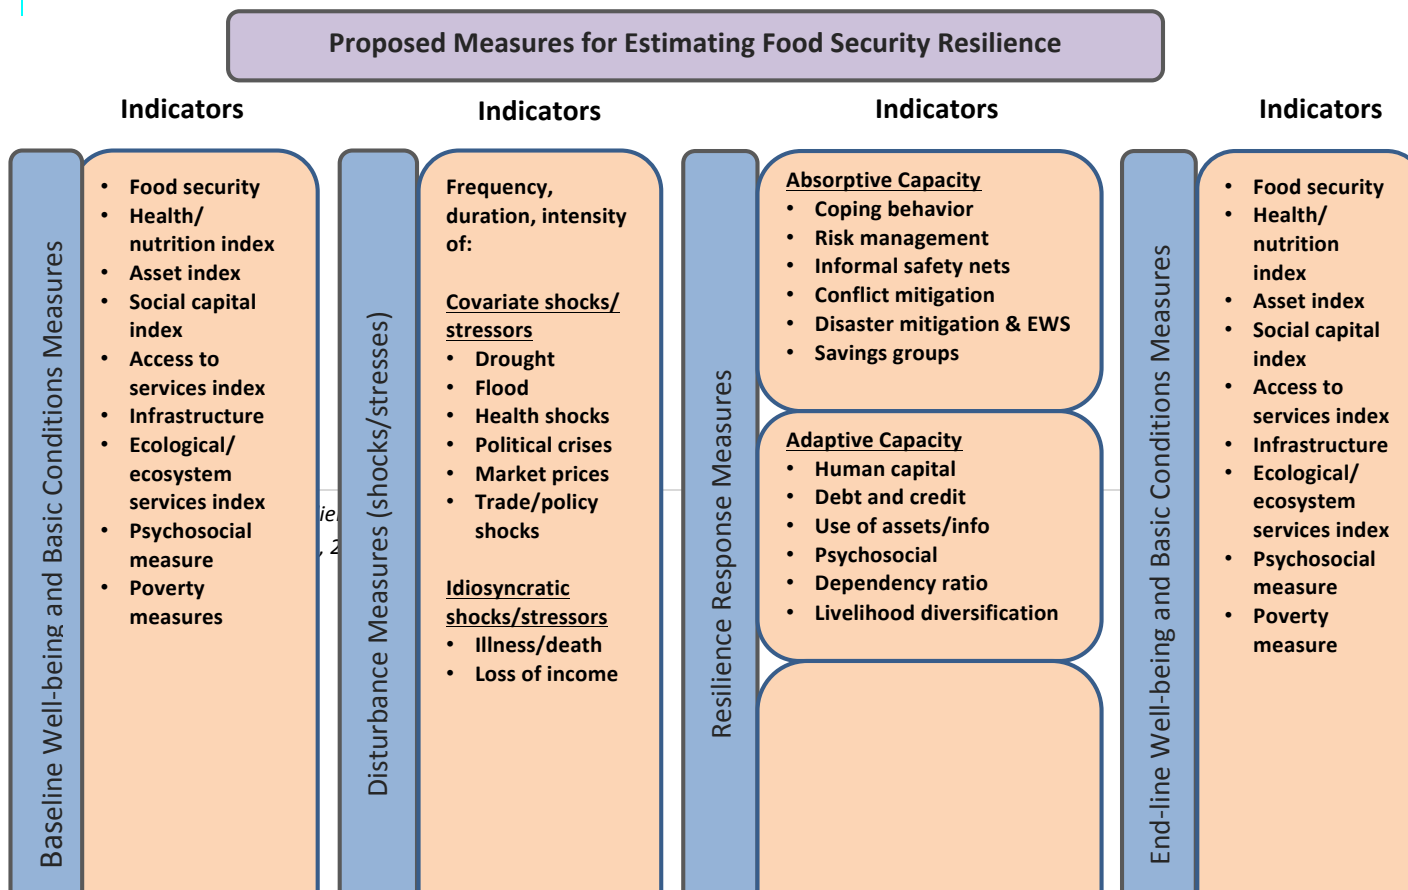 Proposed Measures for Estimating Food Security Resilience
Indicators
Indicators
Indicators
Indicators
Baseline Well-being and Basic Conditions Measures
• Food security
• Health/
nutrition index
• Asset index
• Social capital
index
• Access to
services index
• Infrastructure
• Ecological/
ecosystem
services index
• Psychosocial
measure
• Poverty
measures
Disturbance Measures (shocks/stresses)
Frequency,
duration, intensity
of:
Covariate shocks/
stressors
• Drought
• Flood
• Health shocks
• Political crises
• Market prices
• Trade/policy
shocks
Idiosyncratic
shocks/stressors
• Illness/death
• Loss of income
Resilience Response Measures
Absorptive Capacity
• Coping behavior
• Risk management
• Informal safety nets
• Conflict mitigation
• Disaster mitigation & EWS
• Savings groups
Adaptive Capacity
• Human capital
• Debt and credit
• Use of assets/info
• Psychosocial
• Dependency ratio
• Livelihood diversification
End-line Well-being and Basic Conditions Measures
• Food security
• Health/
nutrition
index
• Asset index
• Social capital
index
• Access to
services index
• Infrastructure
• Ecological/
ecosystem
services index
• Psychosocial
measure
• Poverty
measure